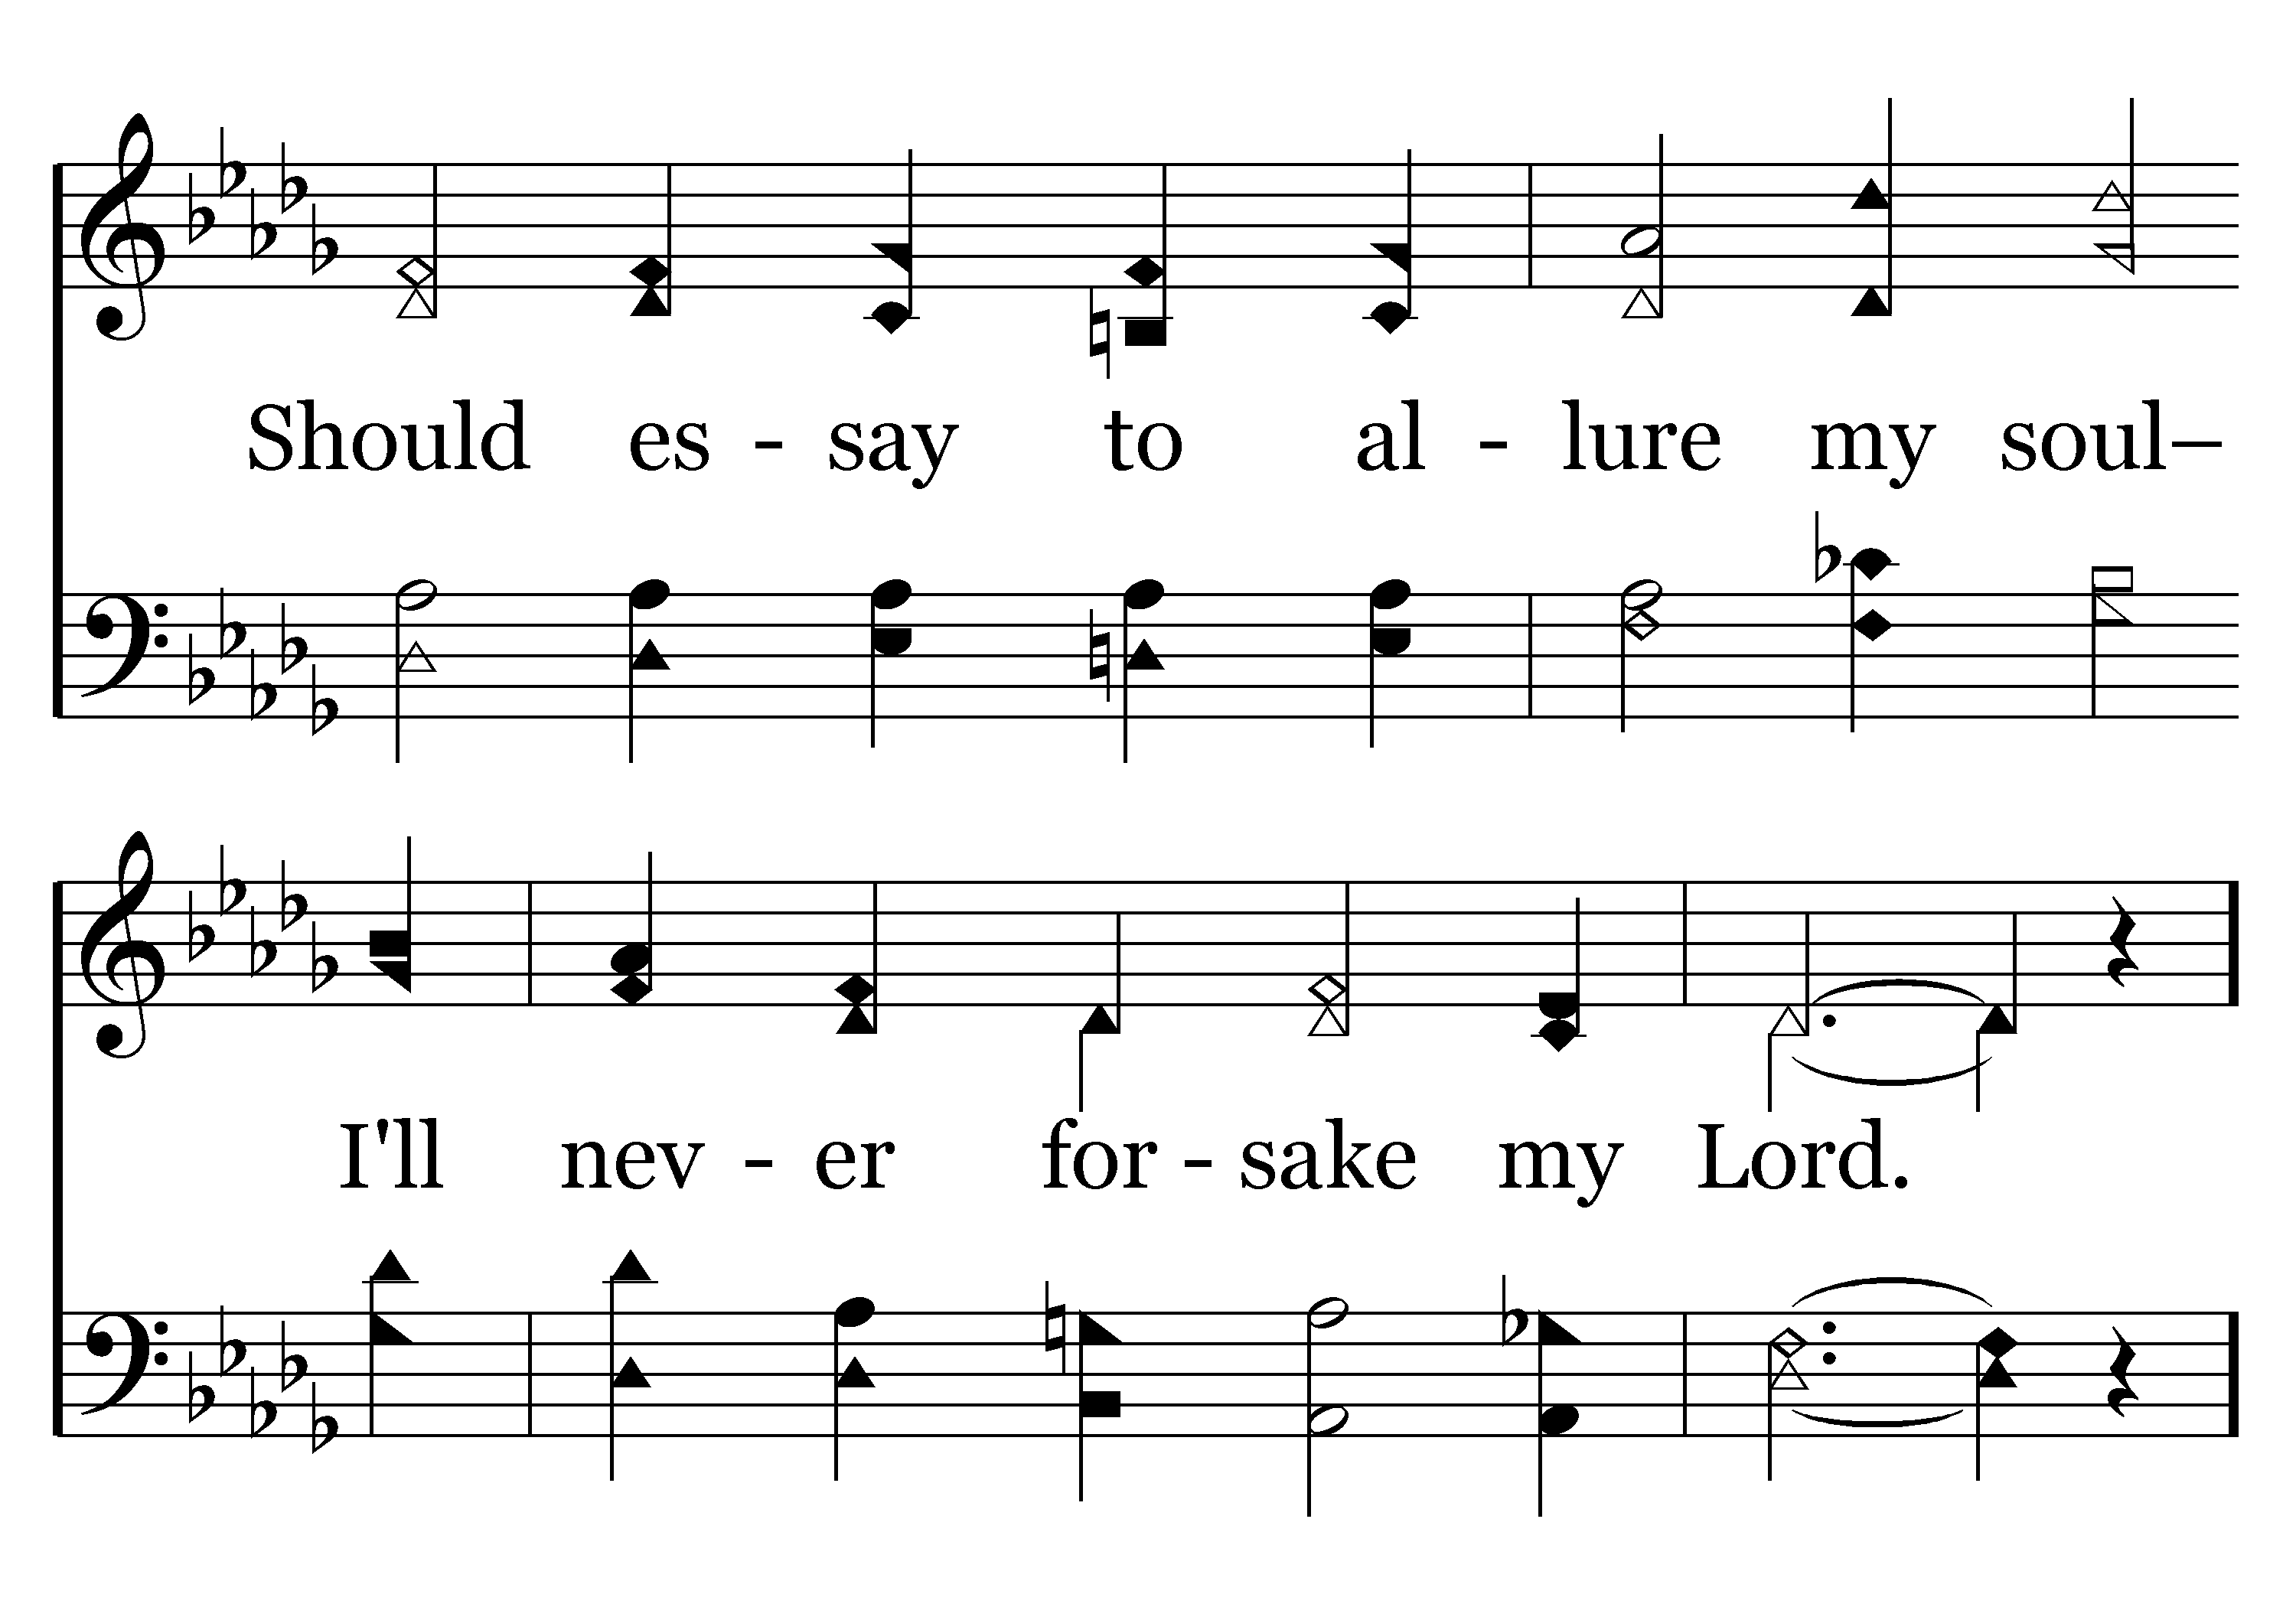 Should es - say to al - lure my soul–
I'll nev - er for - sake my Lord.